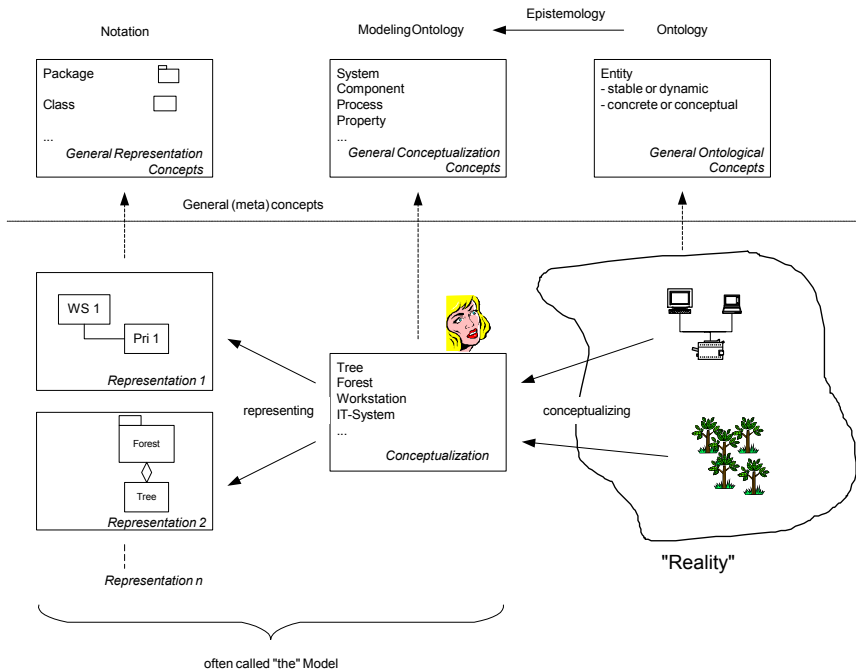 Epistemology
Notation
Modeling Ontology
Ontology
Package
Class
...
General Representation
Concepts
System
Component
Process
Property
...
General Conceptualization
Concepts
Entity
- stable or dynamic
- concrete or conceptual
General Ontological
Concepts
General (meta) concepts
WS 1
Pri 1
Representation 1
representing
Forest
Tree
Representation 2
Representation n
Tree
Forest
Workstation
IT-System
...
Conceptualization
conceptualizing
"Reality"
often called "the" Model